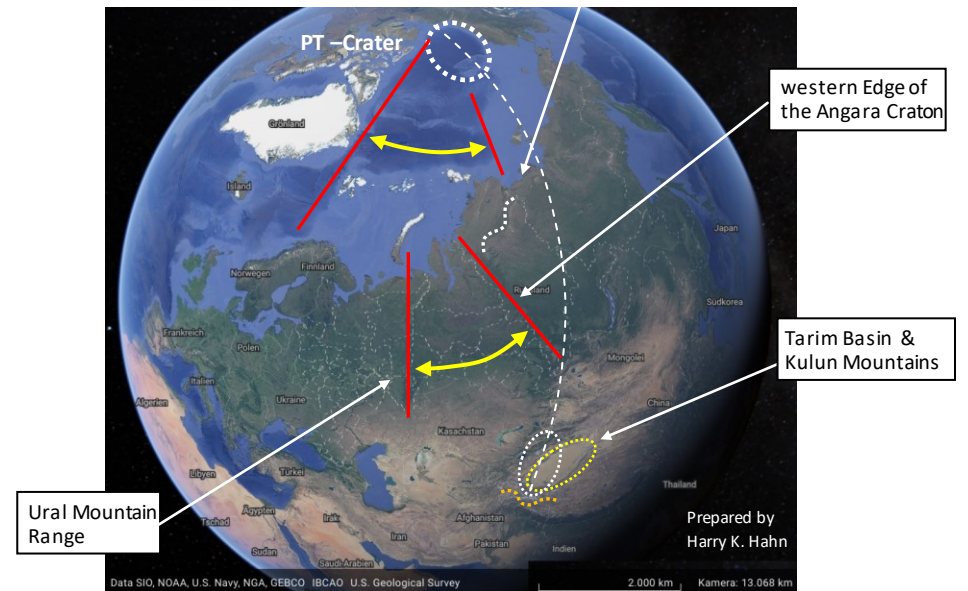 PT –Crater
western Edge of
the Angara Craton
Grönland
Island
Japan
Norwegen
Finnland
Rußland
Südkorea
Frankreich
Polen
Mongolei
Tarim Basin &
Kulun Mountains
Italien
Ukraine
Algerien
China
Kasachstan
Türkei
Libyen
Thailand
Ural Mountain
Range
Ägypten
Irak
Iran
Afghanistan
Pakistan
Tschad
Sudan
Saudi-Arabien
Indien
Prepared by
Harry K. Hahn
Data SIO, NOAA, U.S. Navy, NGA, GEBCO IBCAO U.S. Geological Survey
2.000 km
Kamera: 13.068 km